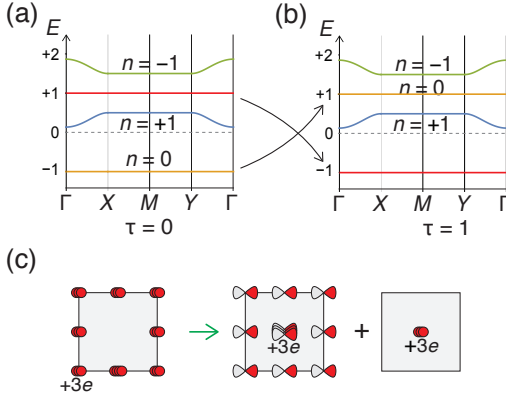 (a)
E
+2
n = −1
+1
n = +1
0
n = 0
−1
Γ X M Y Γ
τ = 0
(b)
E
+2
n = −1
+1
n = 0
n = +1
0
−1
Γ X M Y Γ
τ = 1
(c)
+3e
+3e
+
+3e